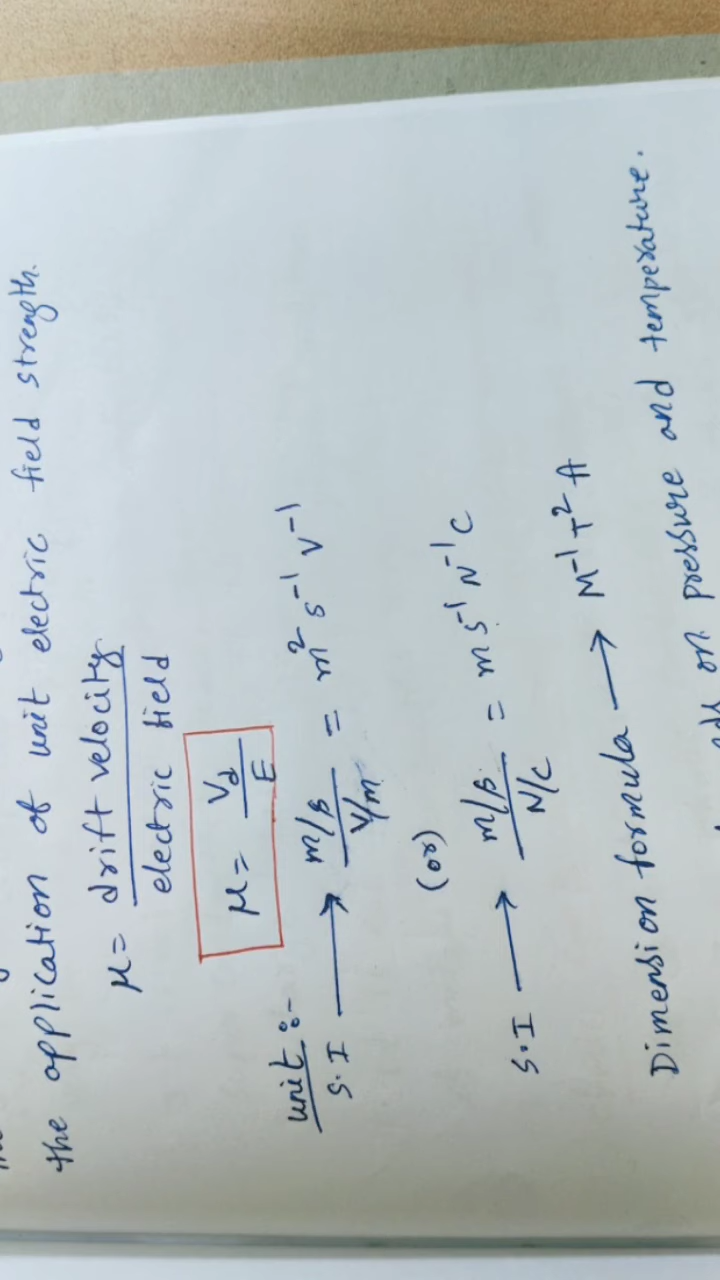 the application of unit electric field strength.
μ = drift velocity / electric field
μ = Vd / E
unit :-
S.I → m/s / V/m = m² s⁻¹ V⁻¹
(or)
S.I → m/s / N/C = m s⁻¹ N⁻¹ C
Dimension formula → M⁻¹ T² A
on pressure and temperature.